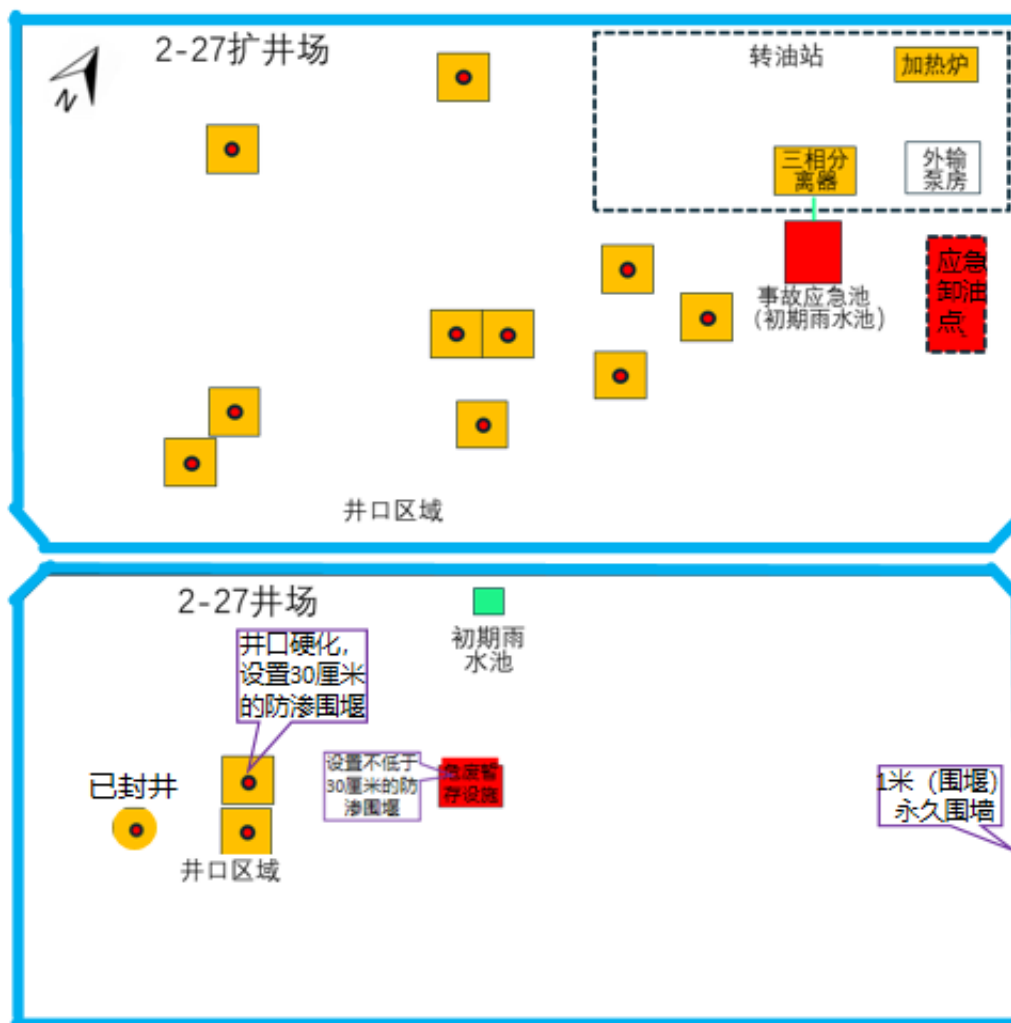 2-27扩井场
N
转油站
加热炉
三相分
离器
外输
泵房
事故应急池
（初期雨水池）
应急
卸油
点
井口区域
2-27井场
初期雨
水池
井口硬化，
设置30厘米
的防渗围堰
设置不低于
30厘米的防
渗围堰
危废暂
存设施
已封井
井口区域
1米（围堰）
永久围墙